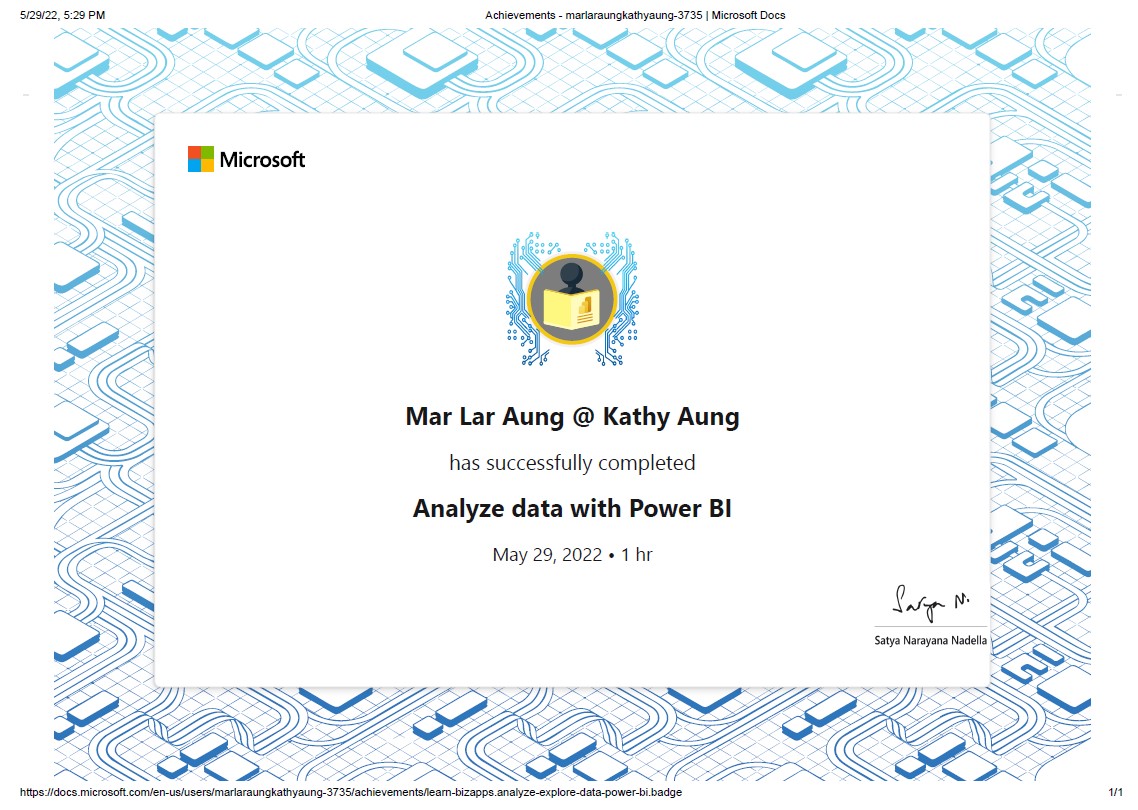 5/29/22, 5:29 PM
Achievements - marlaraungkathyaung-3735 | Microsoft Docs
Microsoft
Mar Lar Aung @ Kathy Aung
has successfully completed
Analyze data with Power BI
May 29, 2022 • 1 hr
Satya N.
Satya Narayana Nadella
https://docs.microsoft.com/en-us/users/marlaraungkathyaung-3735/achievements/learn-bizapps.analyze-explore-data-power-bi.badge
1/1